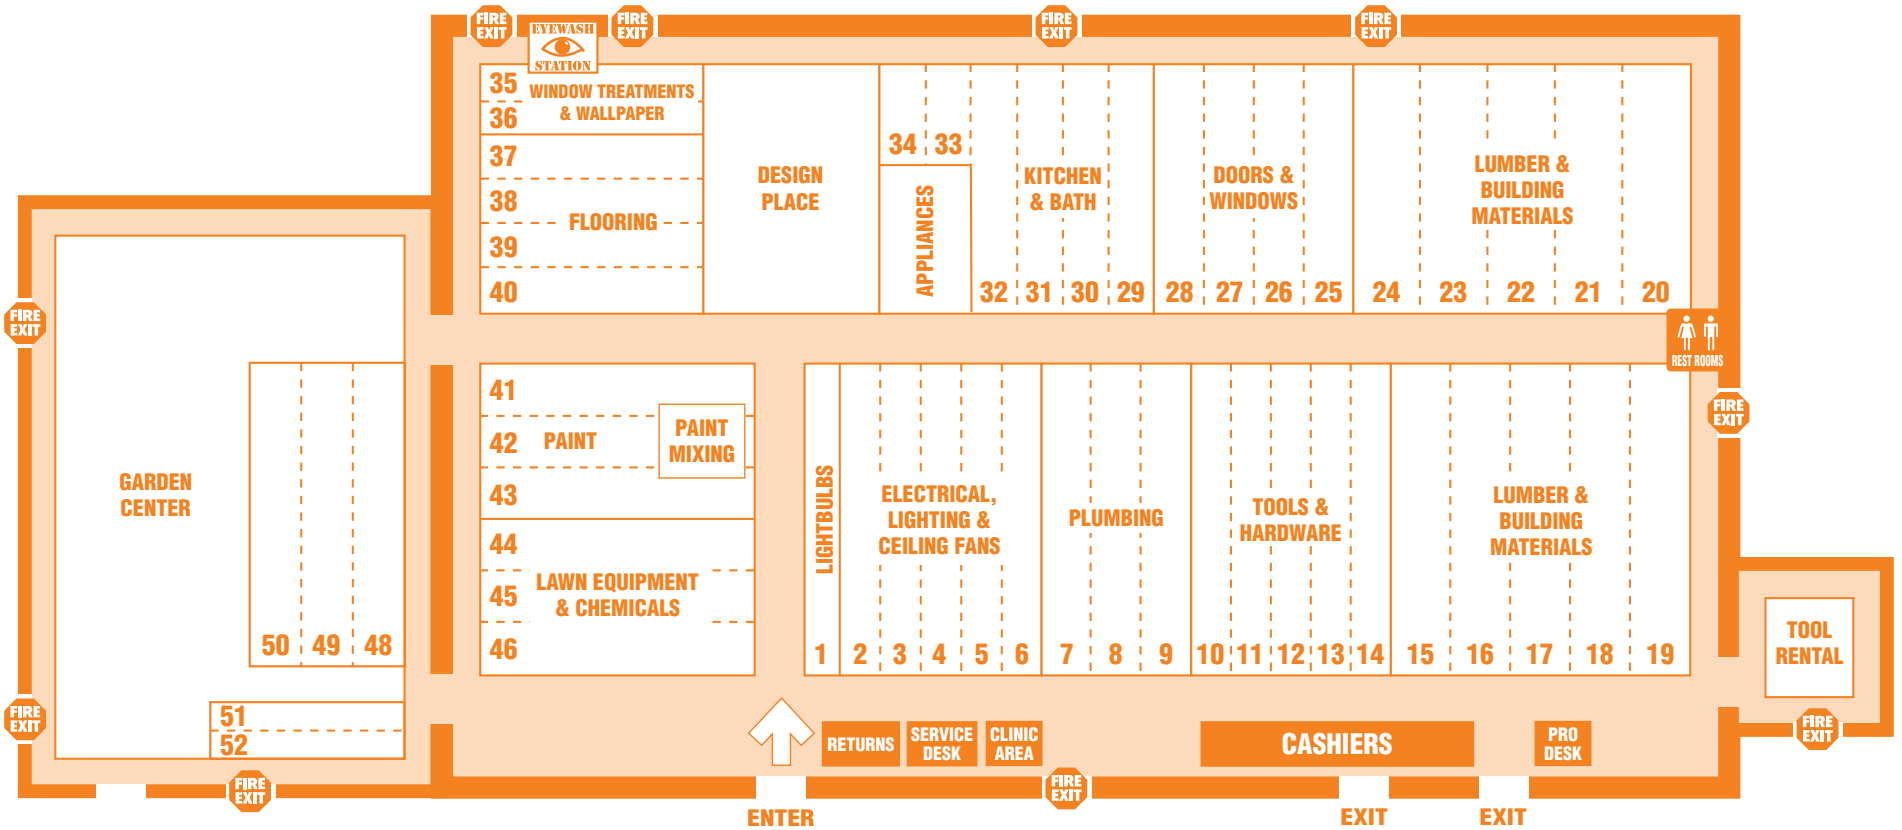 FIRE
EXIT
EYEWASH
STATION
FIRE
EXIT
FIRE
EXIT
FIRE
EXIT
35
36
WINDOW TREATMENTS
& WALLPAPER
37
38
39
40
FLOORING
DESIGN
PLACE
34 33
APPLIANCES
KITCHEN
& BATH
32 31 30 29
DOORS &
WINDOWS
28 27 26 25
LUMBER &
BUILDING
MATERIALS
24 23 22 21 20
REST ROOMS
FIRE
EXIT
FIRE
EXIT
GARDEN
CENTER
50 49 48
51
52
FIRE
EXIT
FIRE
EXIT
41
42
43
PAINT
PAINT
MIXING
44
45
46
LAWN EQUIPMENT
& CHEMICALS
LIGHTBULBS
1
ELECTRICAL,
LIGHTING &
CEILING FANS
2 3 4 5 6
PLUMBING
7 8 9
TOOLS &
HARDWARE
10 11 12 13 14
LUMBER &
BUILDING
MATERIALS
15 16 17 18 19
TOOL
RENTAL
FIRE
EXIT
RETURNS
SERVICE
DESK
CLINIC
AREA
CASHIERS
PRO
DESK
FIRE
EXIT
ENTER
EXIT
EXIT